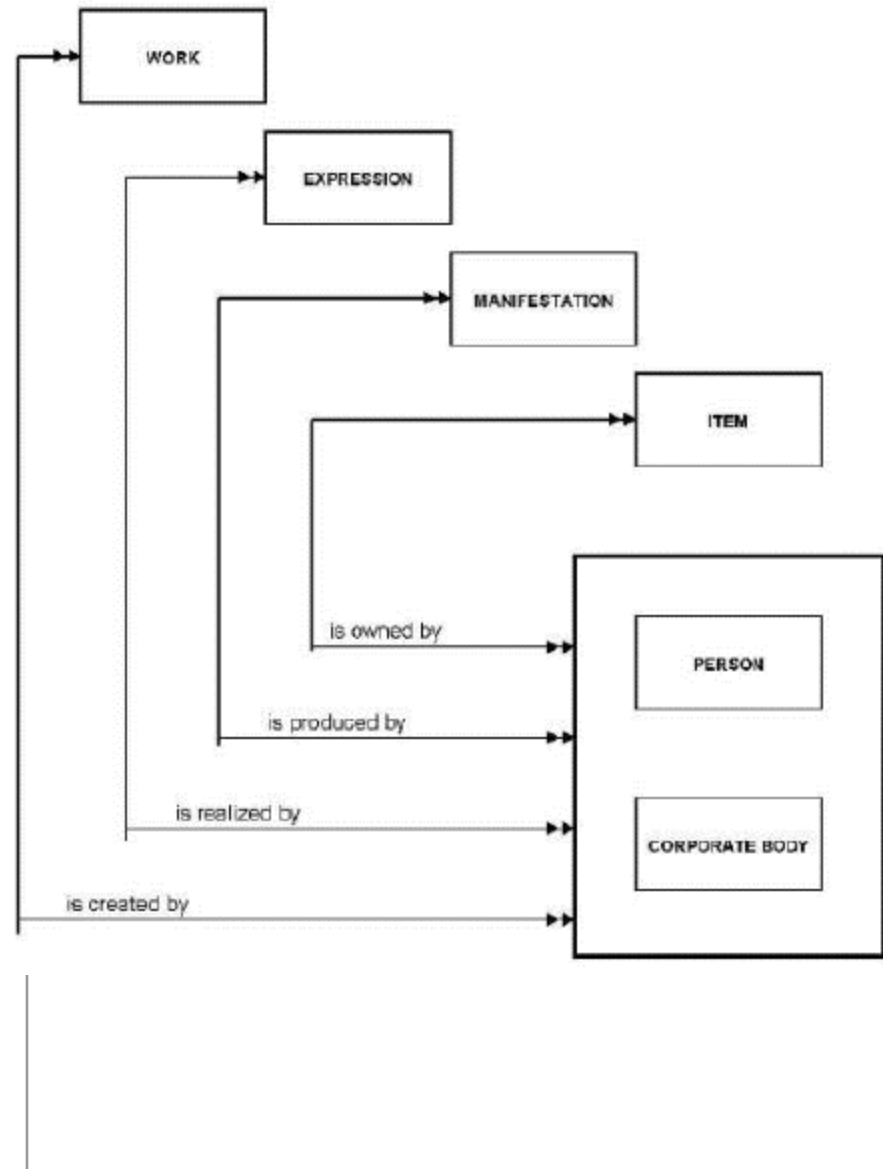 WORK
EXPRESSION
MANIFESTATION
ITEM
is owned by
PERSON
is produced by
is realized by
CORPORATE BODY
is created by